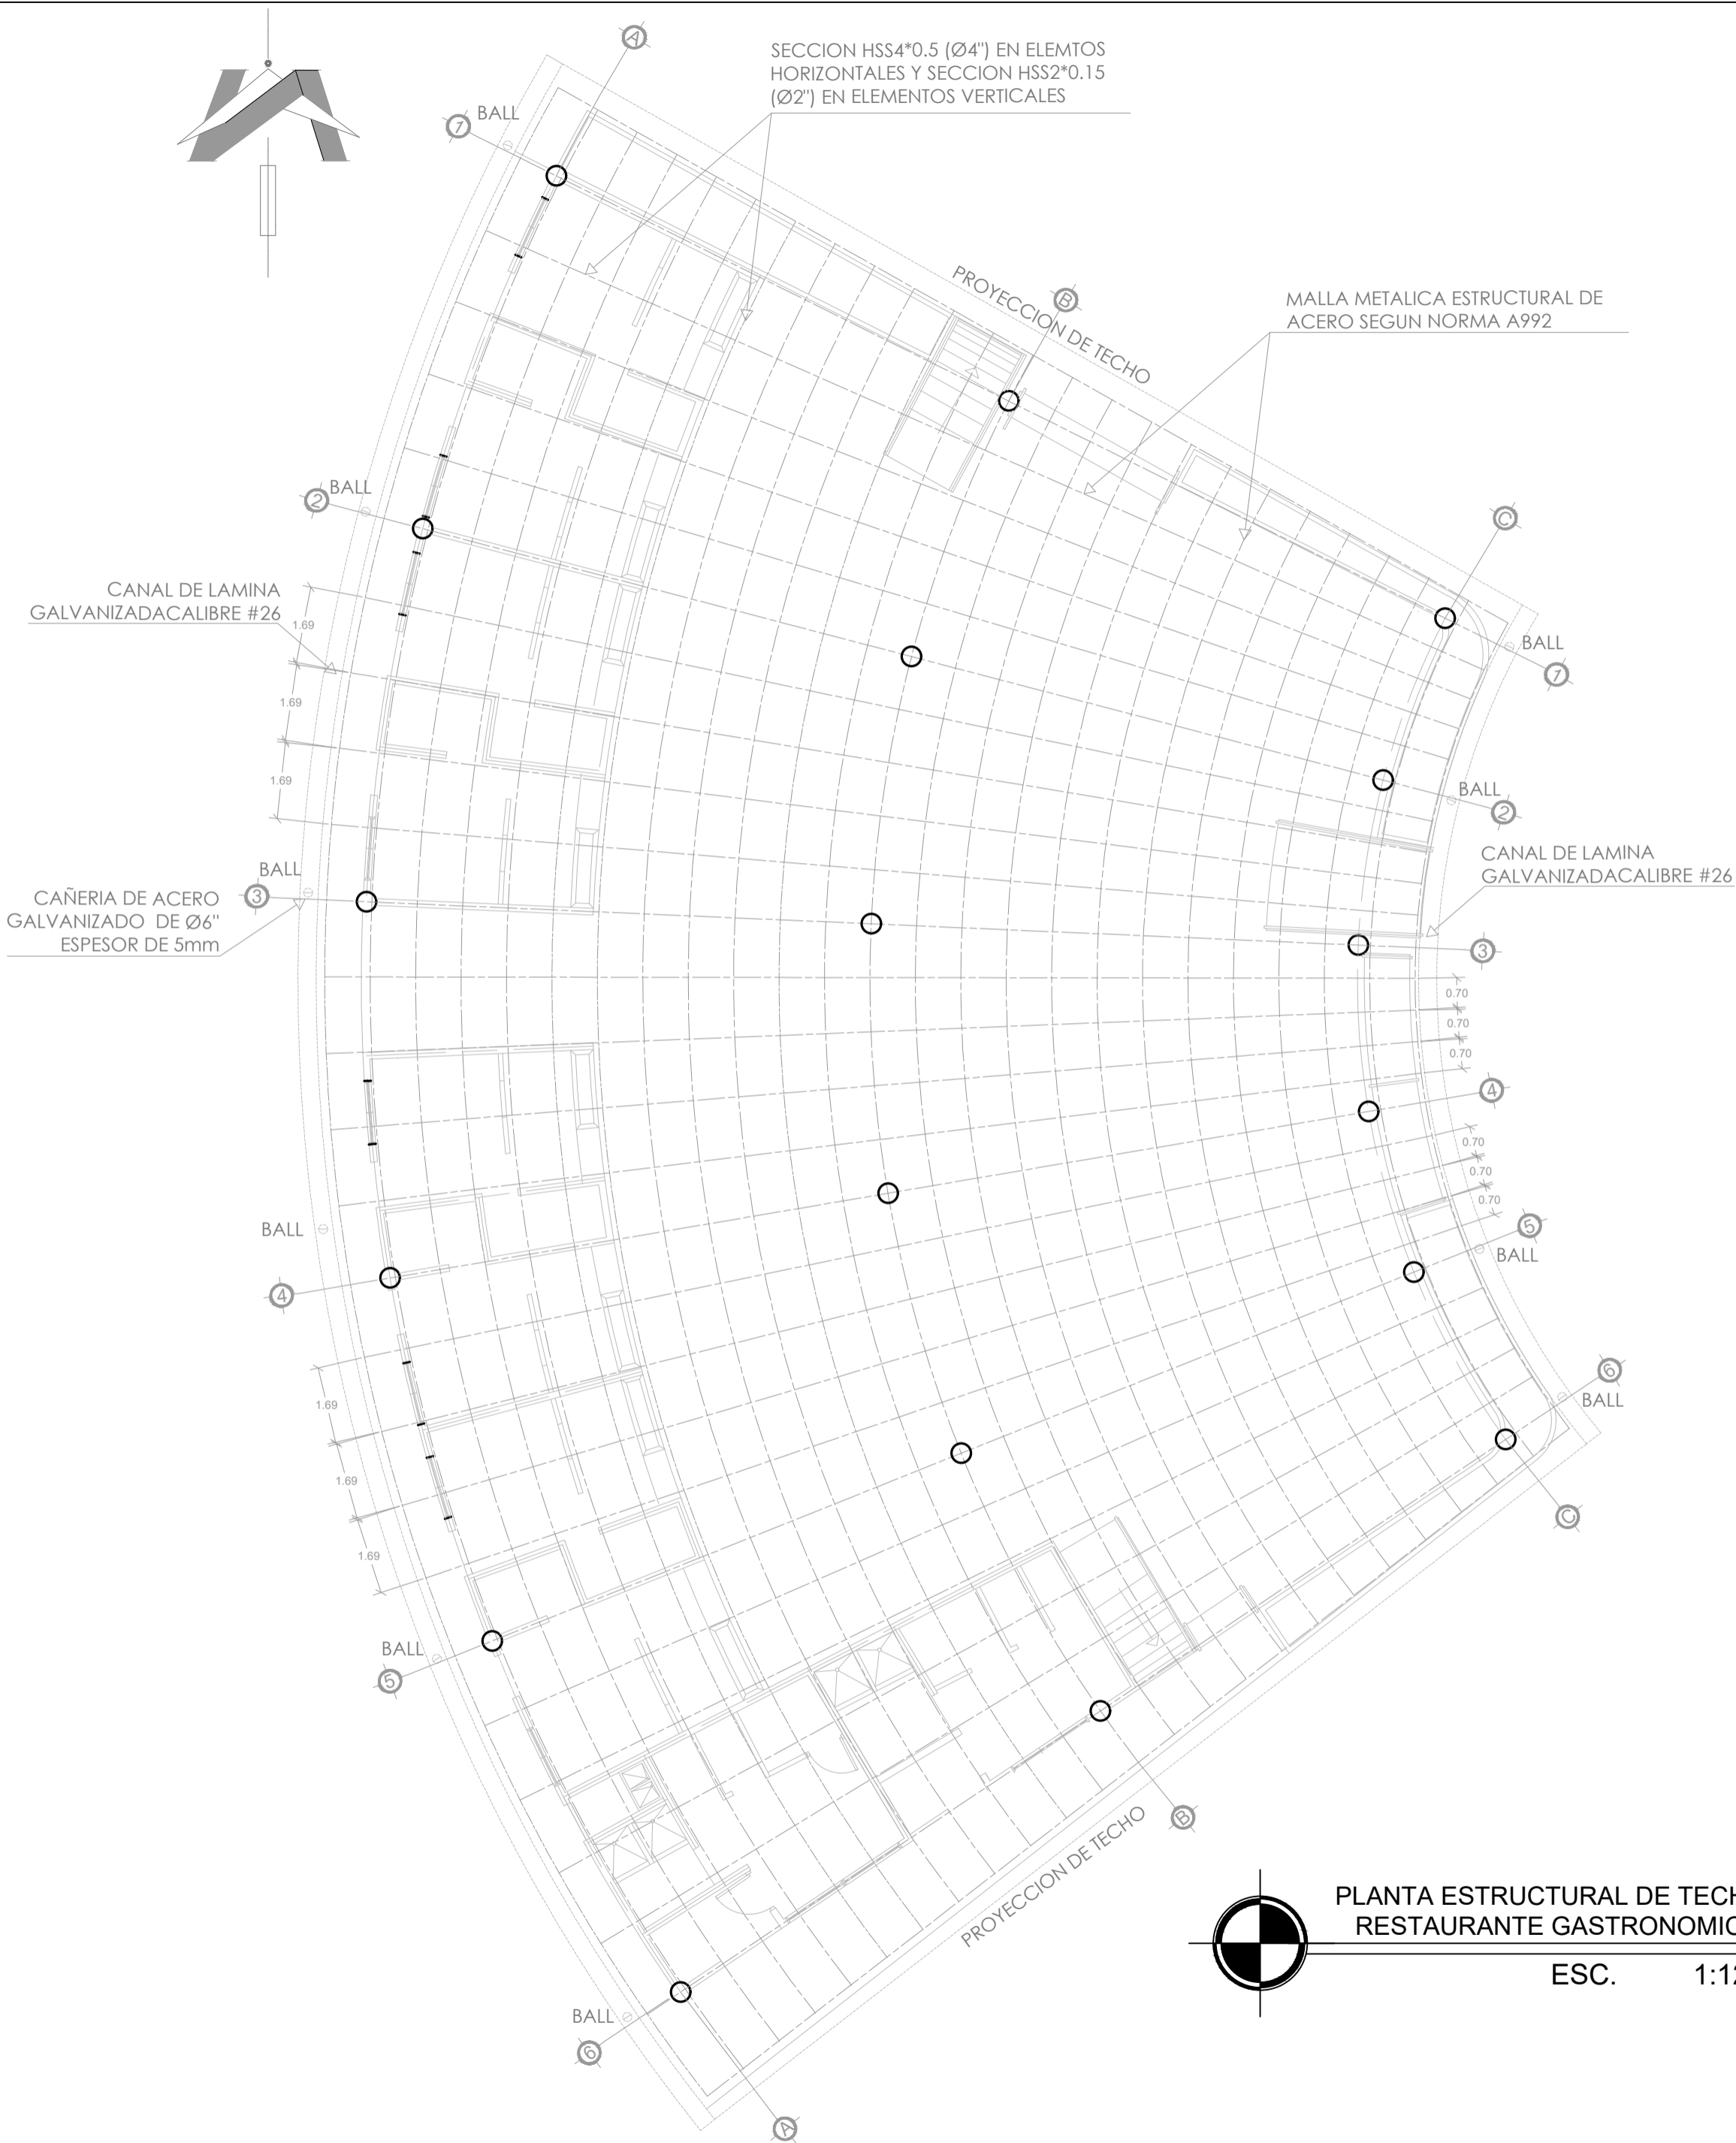 A
SECCION HSS4*0.5 (Ø4") EN ELEMTOS
HORIZONTALES Y SECCION HSS2*0.15
(Ø2") EN ELEMENTOS VERTICALES
1
BALL
PROYECCION DE TECHO
B
MALLA METALICA ESTRUCTURAL DE
ACERO SEGUN NORMA A992
2
BALL
C
CANAL DE LAMINA
GALVANIZADACALIBRE #26
1.69
1.69
1.69
BALL
1
BALL
2
CANAL DE LAMINA
GALVANIZADACALIBRE #26
BALL
3
CAÑERIA DE ACERO
GALVANIZADO DE Ø6"
ESPESOR DE 5mm
3
0.70
0.70
0.70
4
0.70
0.70
0.70
BALL
4
5
BALL
1.69
1.69
1.69
6
BALL
BALL
5
C
B
PROYECCION DE TECHO
BALL
6
A
PLANTA ESTRUCTURAL DE TECH
RESTAURANTE GASTRONOMIC
ESC. 1:12